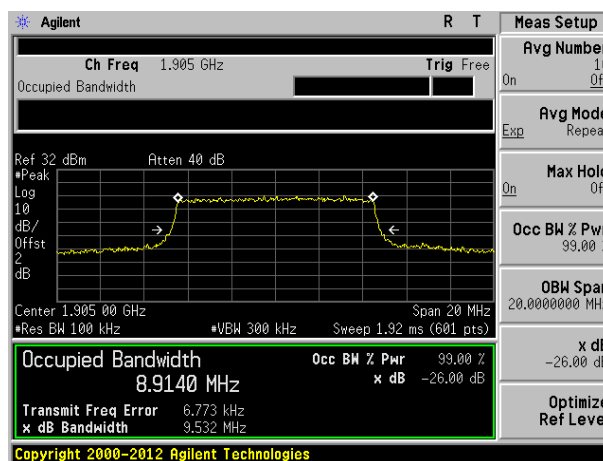 Agilent R T
Ch Freq 1.905 GHz Trig Free
Occupied Bandwidth
Ref 32 dBm Atten 40 dB
#Peak
Log
10
dB/
Offst
2
dB
Center 1.905 00 GHz Span 20 MHz
#Res BW 100 kHz #VBW 300 kHz Sweep 1.92 ms (601 pts)
Occupied Bandwidth
8.9140 MHz
Occ BW % Pwr 99.00 %
x dB -26.00 dB
Transmit Freq Error 6.773 kHz
x dB Bandwidth 9.532 MHz
Copyright 2000-2012 Agilent Technologies
Meas Setup
Avg Number
On
Avg Mode
Exp Repea
Max Hold
On
Occ BW % Pwr
99.00
OBW Span
20.0000000 MH
x dB
-26.00 dB
Optimize
Ref Leve